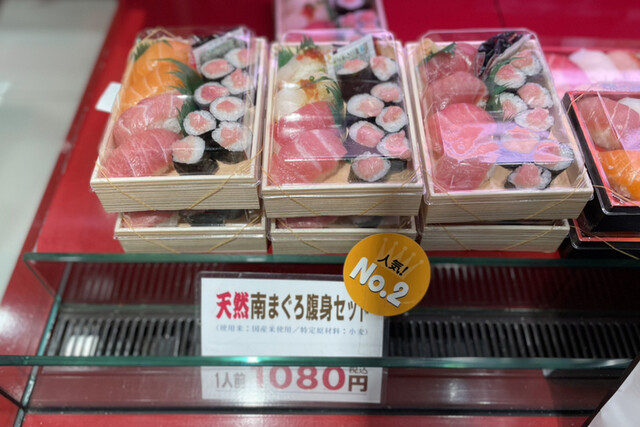 人気!
No.2
天然南まぐろ腹身セット
(使用米:国産米使用/特定原材料:小麦)
1人前1080円税込